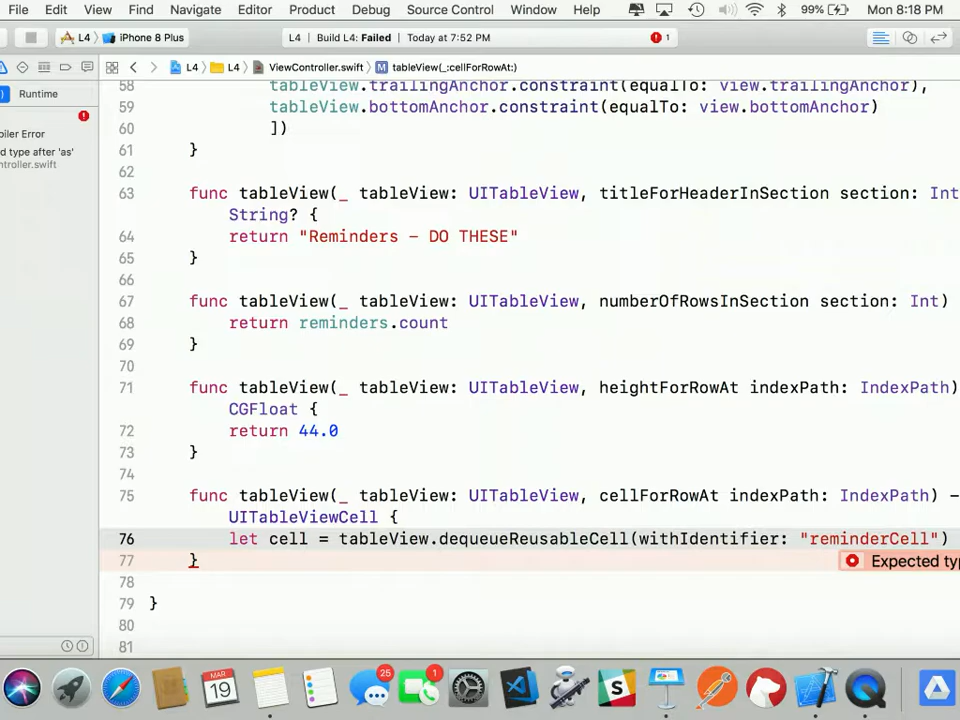 File Edit View Find Navigate Editor Product Debug Source Control Window Help 99% Mon 8:18 PM
L4 iPhone 8 Plus L4 | Build L4: Failed | Today at 7:52 PM 1
L4 L4 ViewController.swift M tableView(_:cellForRowAt:)
Runtime
piler Error
d type after 'as'
ontroller.swift
58 tableView.trailingAnchor.constraint(equalTo: view.trailingAnchor),
59 tableView.bottomAnchor.constraint(equalTo: view.bottomAnchor)
60 ])
61 }
62
63 func tableView(_ tableView: UITableView, titleForHeaderInSection section: Int
String? {
64 return "Reminders – DO THESE"
65 }
66
67 func tableView(_ tableView: UITableView, numberOfRowsInSection section: Int)
68 return reminders.count
69 }
70
71 func tableView(_ tableView: UITableView, heightForRowAt indexPath: IndexPath)
CGFloat {
72 return 44.0
73 }
74
75 func tableView(_ tableView: UITableView, cellForRowAt indexPath: IndexPath) -
UITableViewCell {
76 let cell = tableView.dequeueReusableCell(withIdentifier: "reminderCell")
77 } Expected typ
78
79 }
80
81
MAR
19
25
1
S